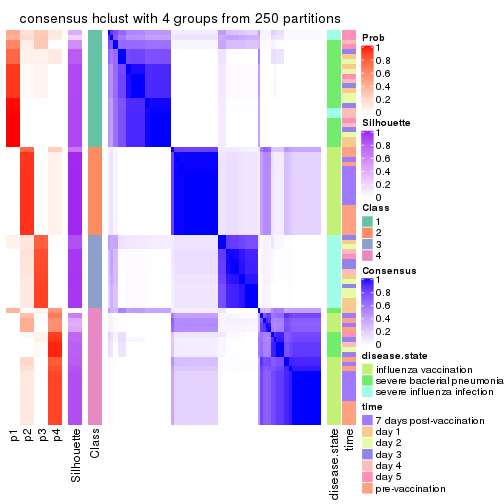 consensus hclust with 4 groups from 250 partitions
Prob
1
0.8
0.6
0.4
0.2
0
Silhouette
1
0.8
0.6
0.4
0.2
0
Class
1
2
3
4
Consensus
1
0.8
0.6
0.4
0.2
0
disease.state
influenza vaccination
severe bacterial pneumonia
severe influenza infection
time
7 days post-vaccination
day 1
day 2
day 3
day 4
day 5
pre-vaccination
p1
p2
p3
p4
Silhouette
Class
disease.state
time